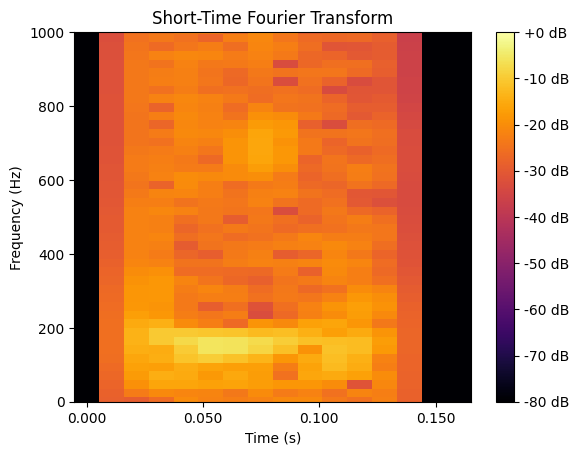 Short-Time Fourier Transform
1000
800
600
400
200
0
Frequency (Hz)
0.000
0.050
0.100
0.150
Time (s)
+0 dB
-10 dB
-20 dB
-30 dB
-40 dB
-50 dB
-60 dB
-70 dB
-80 dB